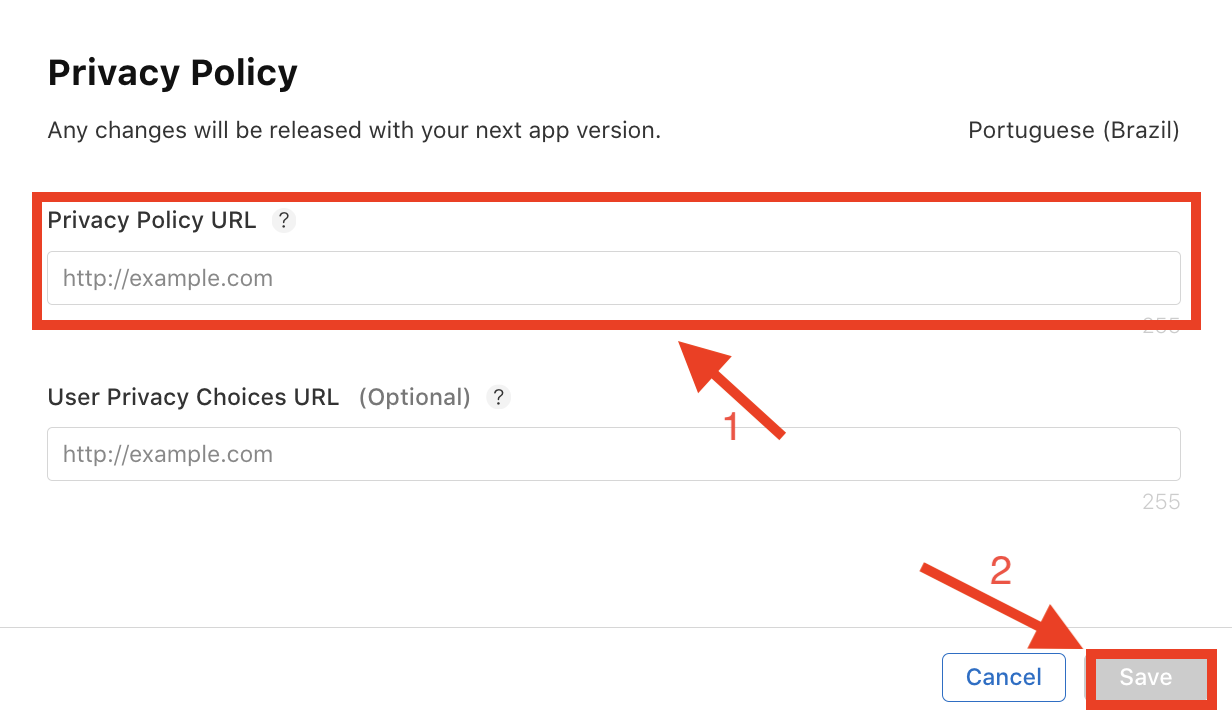 Privacy Policy
Any changes will be released with your next app version.
Portuguese (Brazil)
Privacy Policy URL ?
http://example.com
255
1
User Privacy Choices URL (Optional) ?
http://example.com
255
2
Cancel
Save